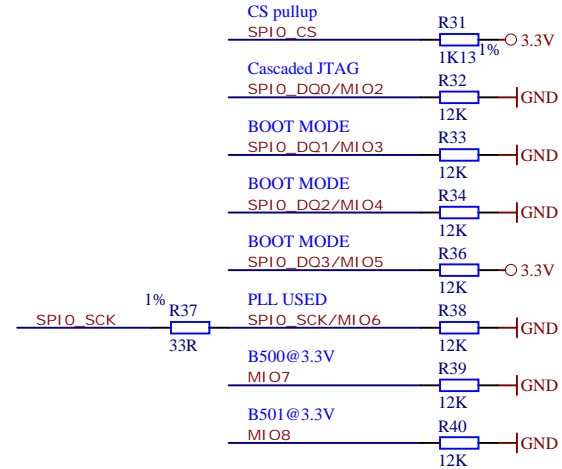 CS pullup
SPI0_CS
R31
1K13
1%
3.3V
Cascaded JTAG
SPI0_DQ0/MIO2
R32
12K
GND
BOOT MODE
SPI0_DQ1/MIO3
R33
12K
GND
BOOT MODE
SPI0_DQ2/MIO4
R34
12K
GND
BOOT MODE
SPI0_DQ3/MIO5
R36
12K
3.3V
SPI0_SCK
1%
R37
33R
PLL USED
SPI0_SCK/MIO6
R38
12K
GND
B500@3.3V
MIO7
R39
12K
GND
B501@3.3V
MIO8
R40
12K
GND